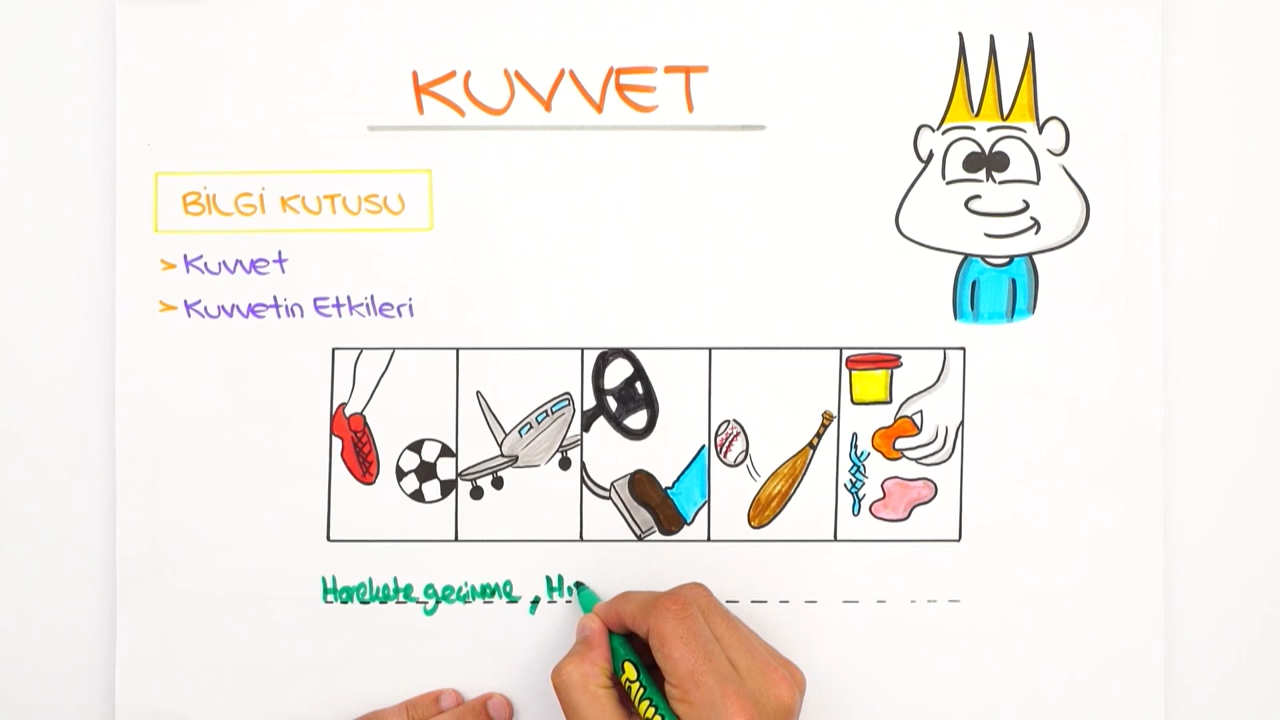 KUVVET
BİLGİ KUTUSU
> Kuvvet
> Kuvvetin Etkileri
Harekete geçirme,